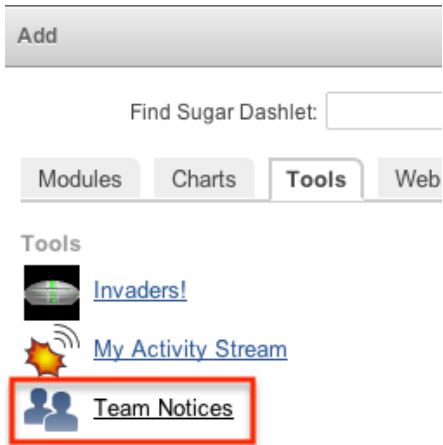 Add
Find Sugar Dashlet:
Modules Charts Tools Web
Tools
Invaders!
My Activity Stream
Team Notices